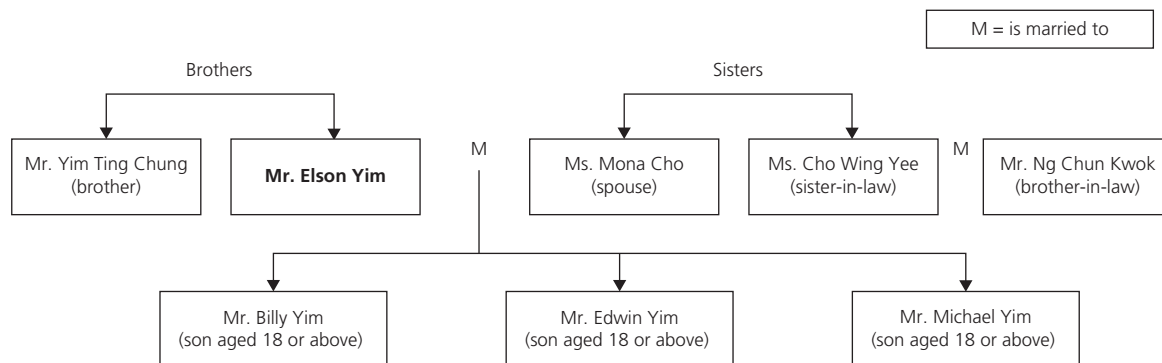 M = is married to
Brothers
Sisters
Mr. Yim Ting Chung
(brother)
Mr. Elson Yim
M
Ms. Mona Cho
(spouse)
Ms. Cho Wing Yee
(sister-in-law)
M
Mr. Ng Chun Kwok
(brother-in-law)
Mr. Billy Yim
(son aged 18 or above)
Mr. Edwin Yim
(son aged 18 or above)
Mr. Michael Yim
(son aged 18 or above)